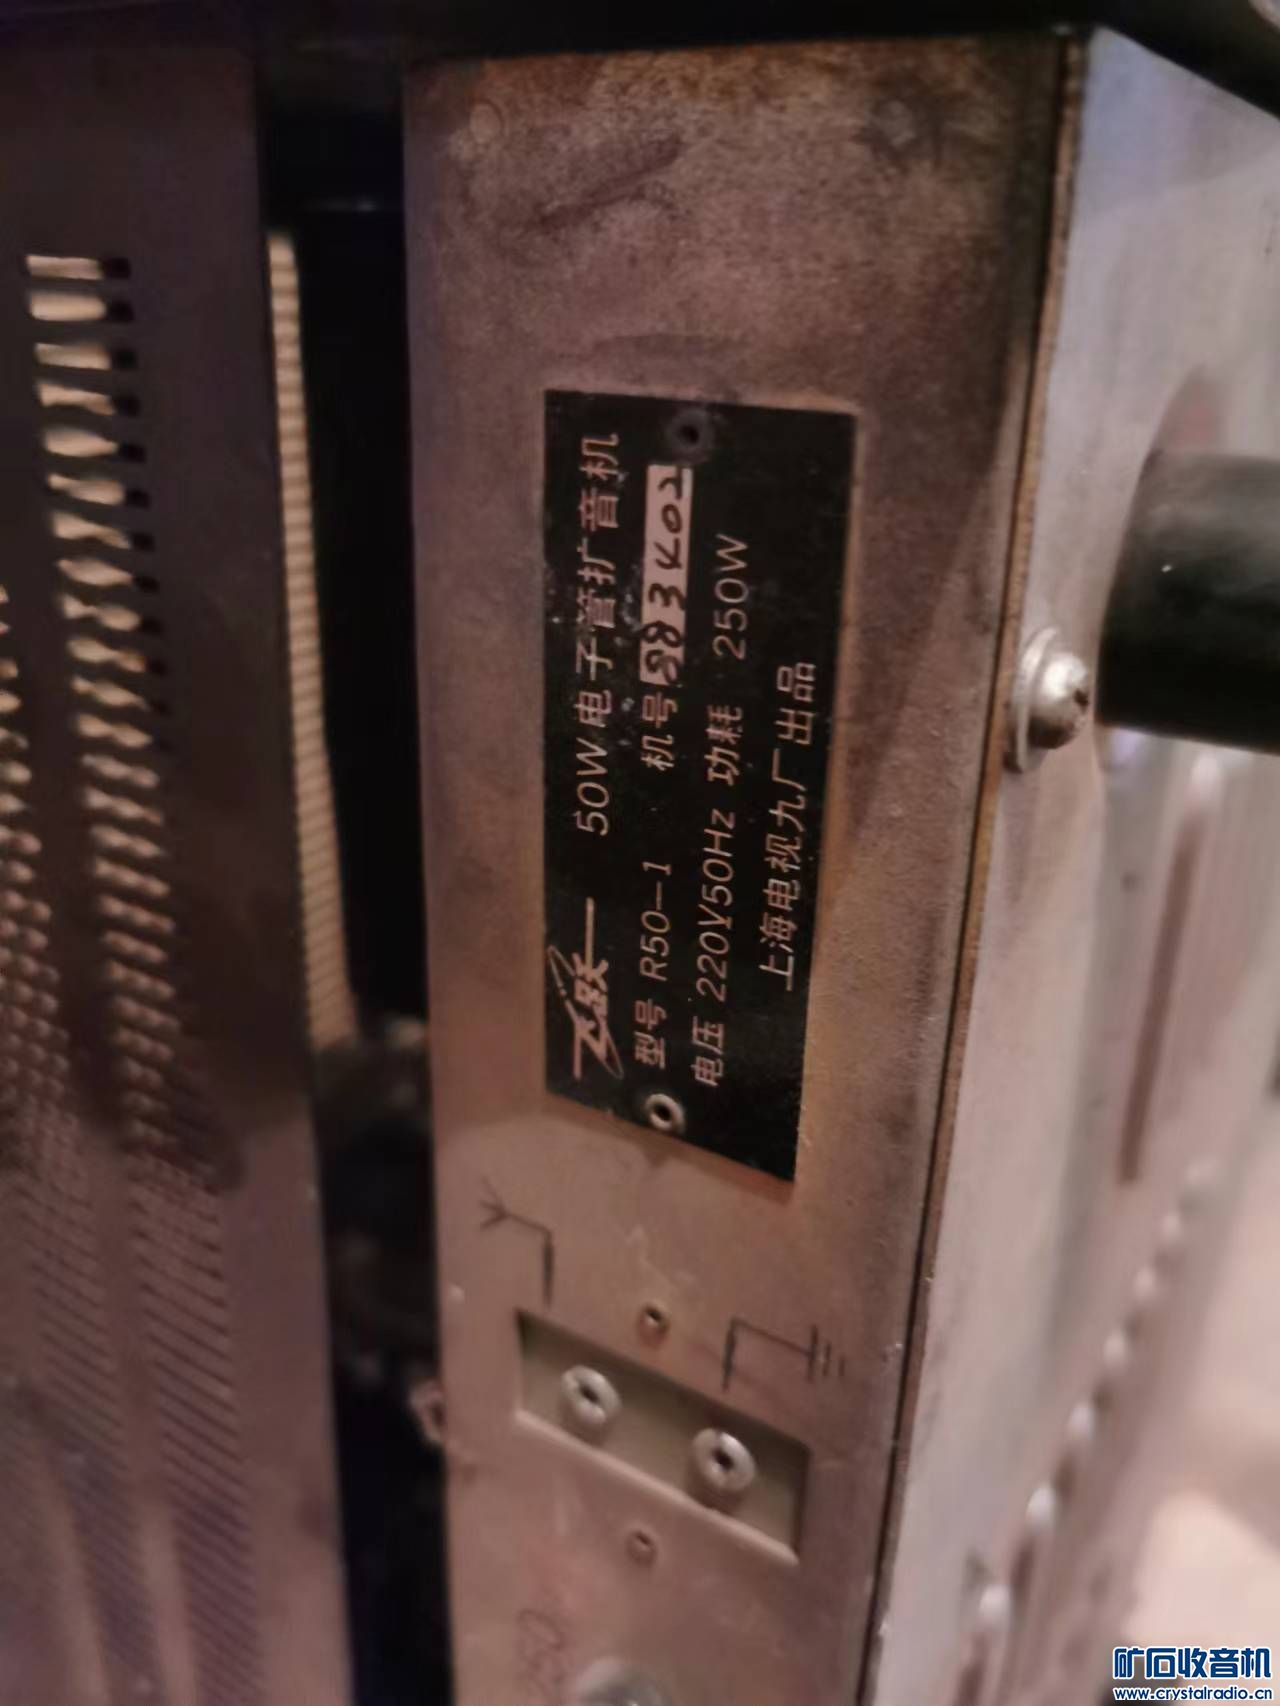 飞跃 50W电子管扩音机
型号 R50-1 机号 883402
电压 220V50Hz 功耗 250W
上海电视九厂出品
矿石收音机
www.crystalradio.cn